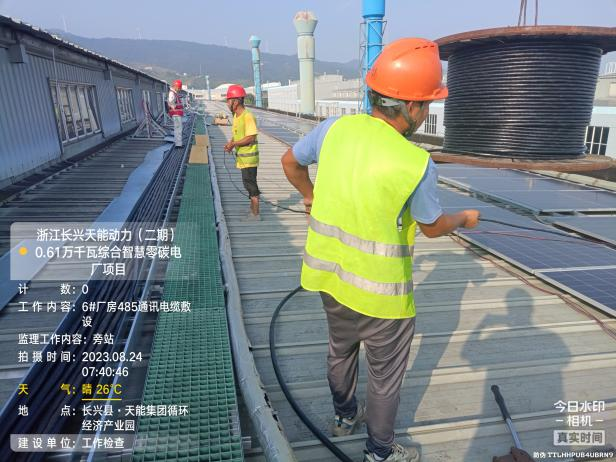 浙江长兴天能动力（二期）
0.61万千瓦综合智慧零碳电
厂项目
计　　数：0
工作内容：6#厂房485通讯电缆敷
设
监理工作内容：旁站
拍摄时间：2023.08.24
07:40:46
天　　气：晴 26℃
地　　点：长兴县·天能集团循环
经济产业园
建设单位：工作检查
今日水印
-相机-
真实时间
防伪 TTLHHPUB4UBRN9